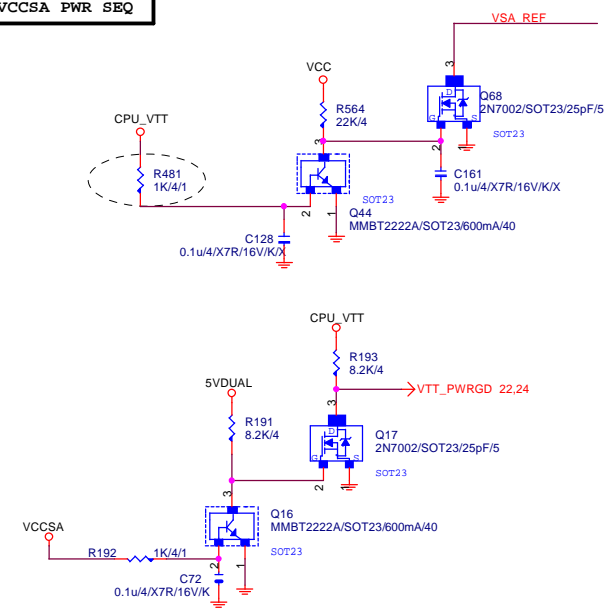 VCCSA PWR SEQ
VSA_REF
VCC
3
D
Q68
2N7002/SOT23/25pF/5
R564
22K/4
G
S
CPU_VTT
2
1
SOT23
3
R481
1K/4/1
C161
0.1u/4/X7R/16V/K/X
SOT23
2
1
Q44
MMBT2222A/SOT23/600mA/40
C128
0.1u/4/X7R/16V/K/X
CPU_VTT
R193
8.2K/4
5VDUAL
VTT_PWRGD 22,24
3
R191
8.2K/4
D
Q17
2N7002/SOT23/25pF/5
G
S
SOT23
2
1
3
Q16
MMBT2222A/SOT23/600mA/40
VCCSA
R192
1K/4/1
SOT23
2
1
C72
0.1u/4/X7R/16V/K